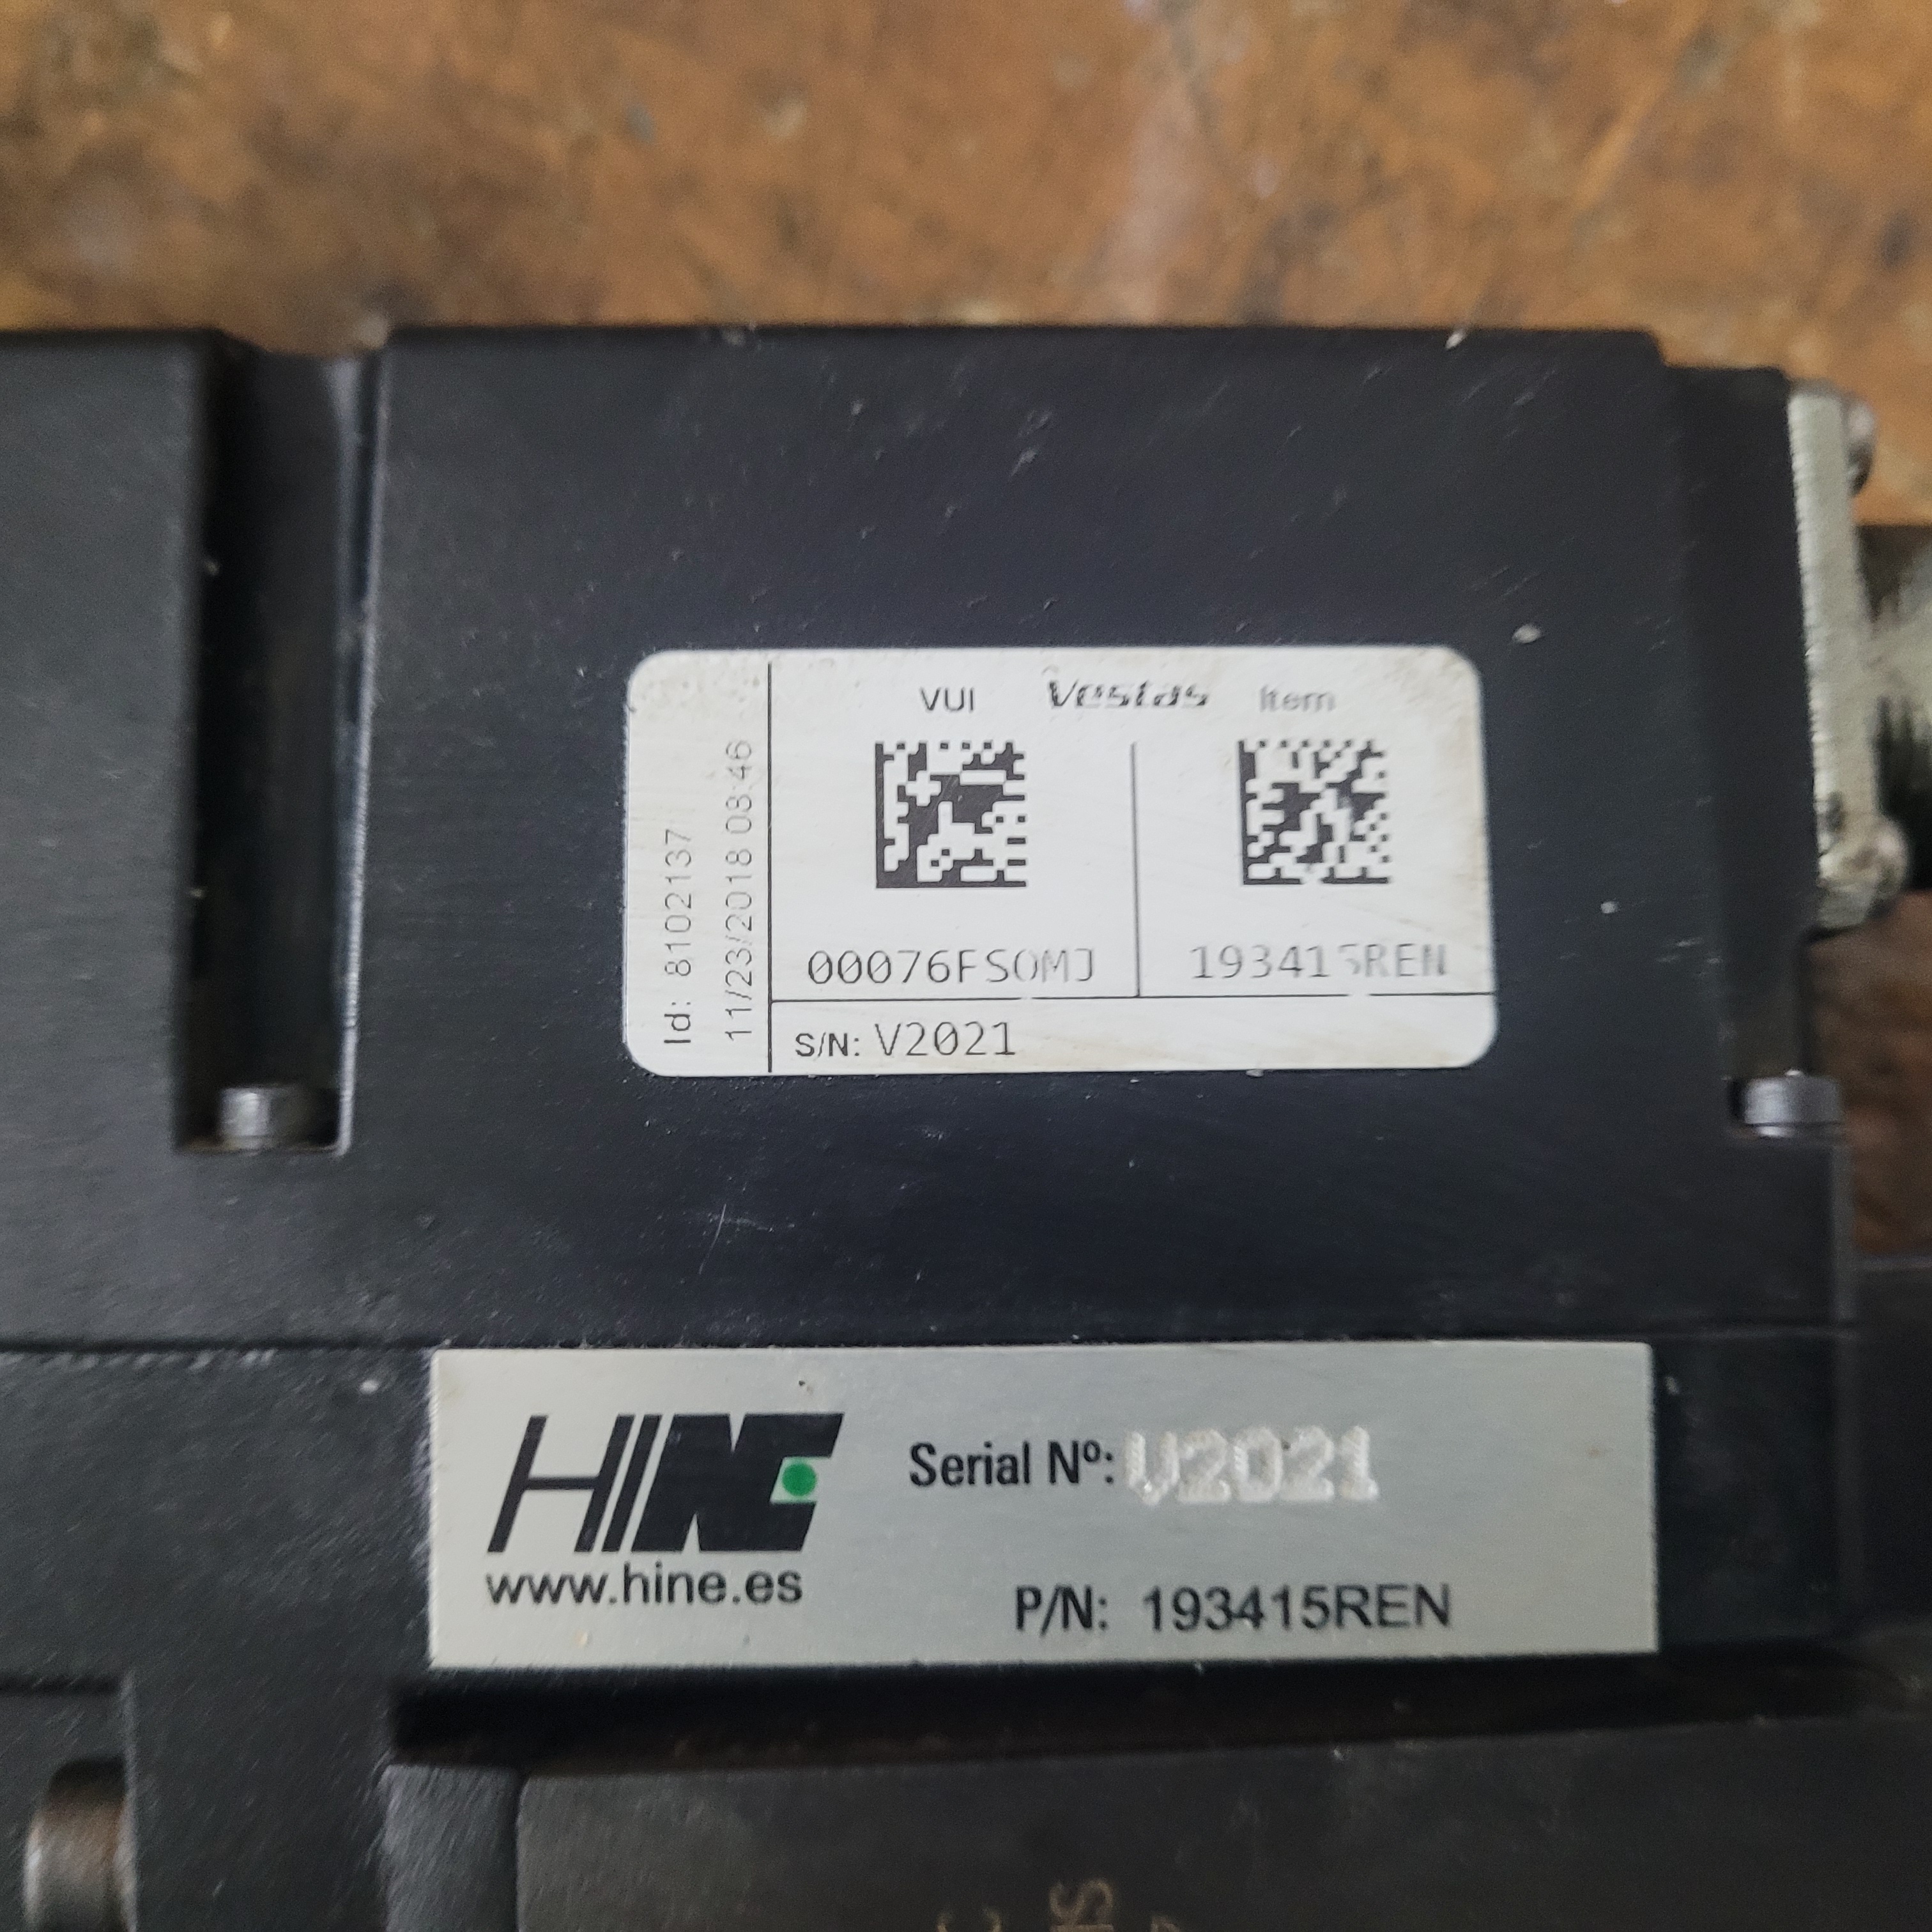 Id: 8102137
11/23/2018 08:46
VUI Vestas Item
00076FSOMJ 193415REN
S/N: V2021
HINE
www.hine.es
Serial Nº: V2021
P/N: 193415REN